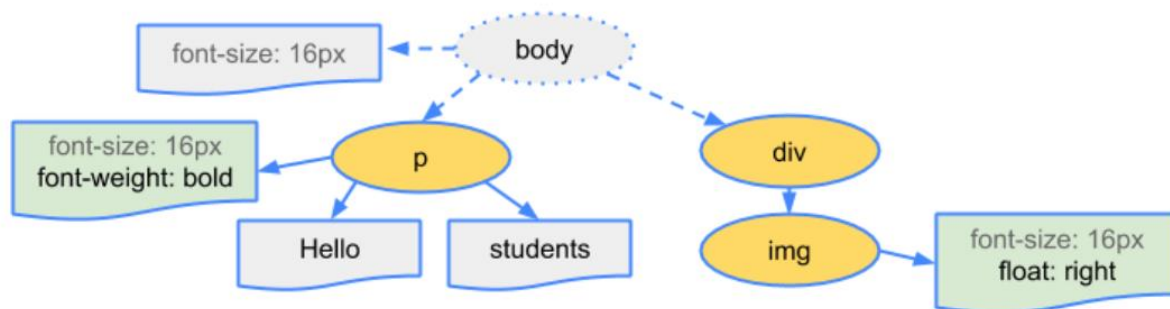 body
font-size: 16px
font-size: 16px
font-weight: bold
p
div
Hello
students
img
font-size: 16px
float: right